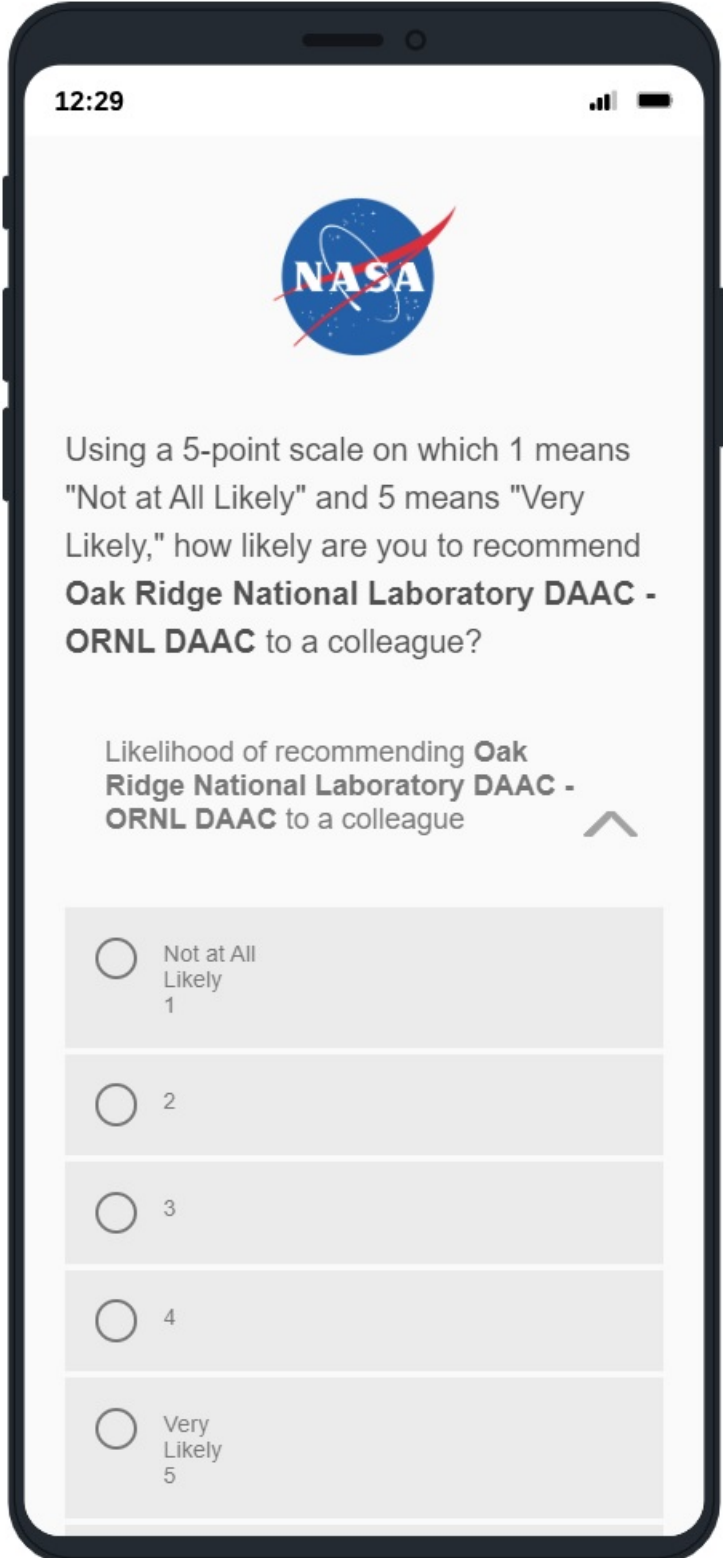 12:29
NASA
Using a 5-point scale on which 1 means
"Not at All Likely" and 5 means "Very
Likely," how likely are you to recommend
Oak Ridge National Laboratory DAAC -
ORNL DAAC to a colleague?
Likelihood of recommending Oak
Ridge National Laboratory DAAC -
ORNL DAAC to a colleague
Not at All
Likely
1
2
3
4
Very
Likely
5